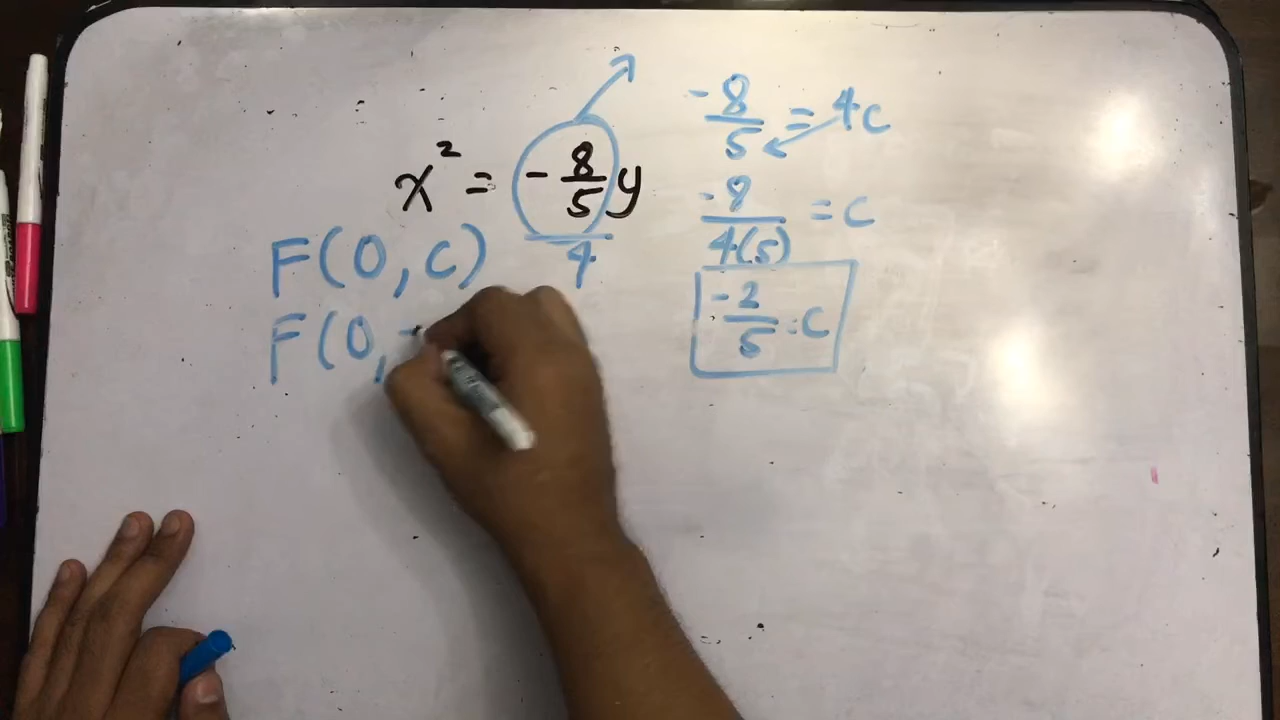 x² = -8/5 y
4
F(0, c)
F(0, -
-8/5 = 4c
-8/4(5) = c
-2/5 = c